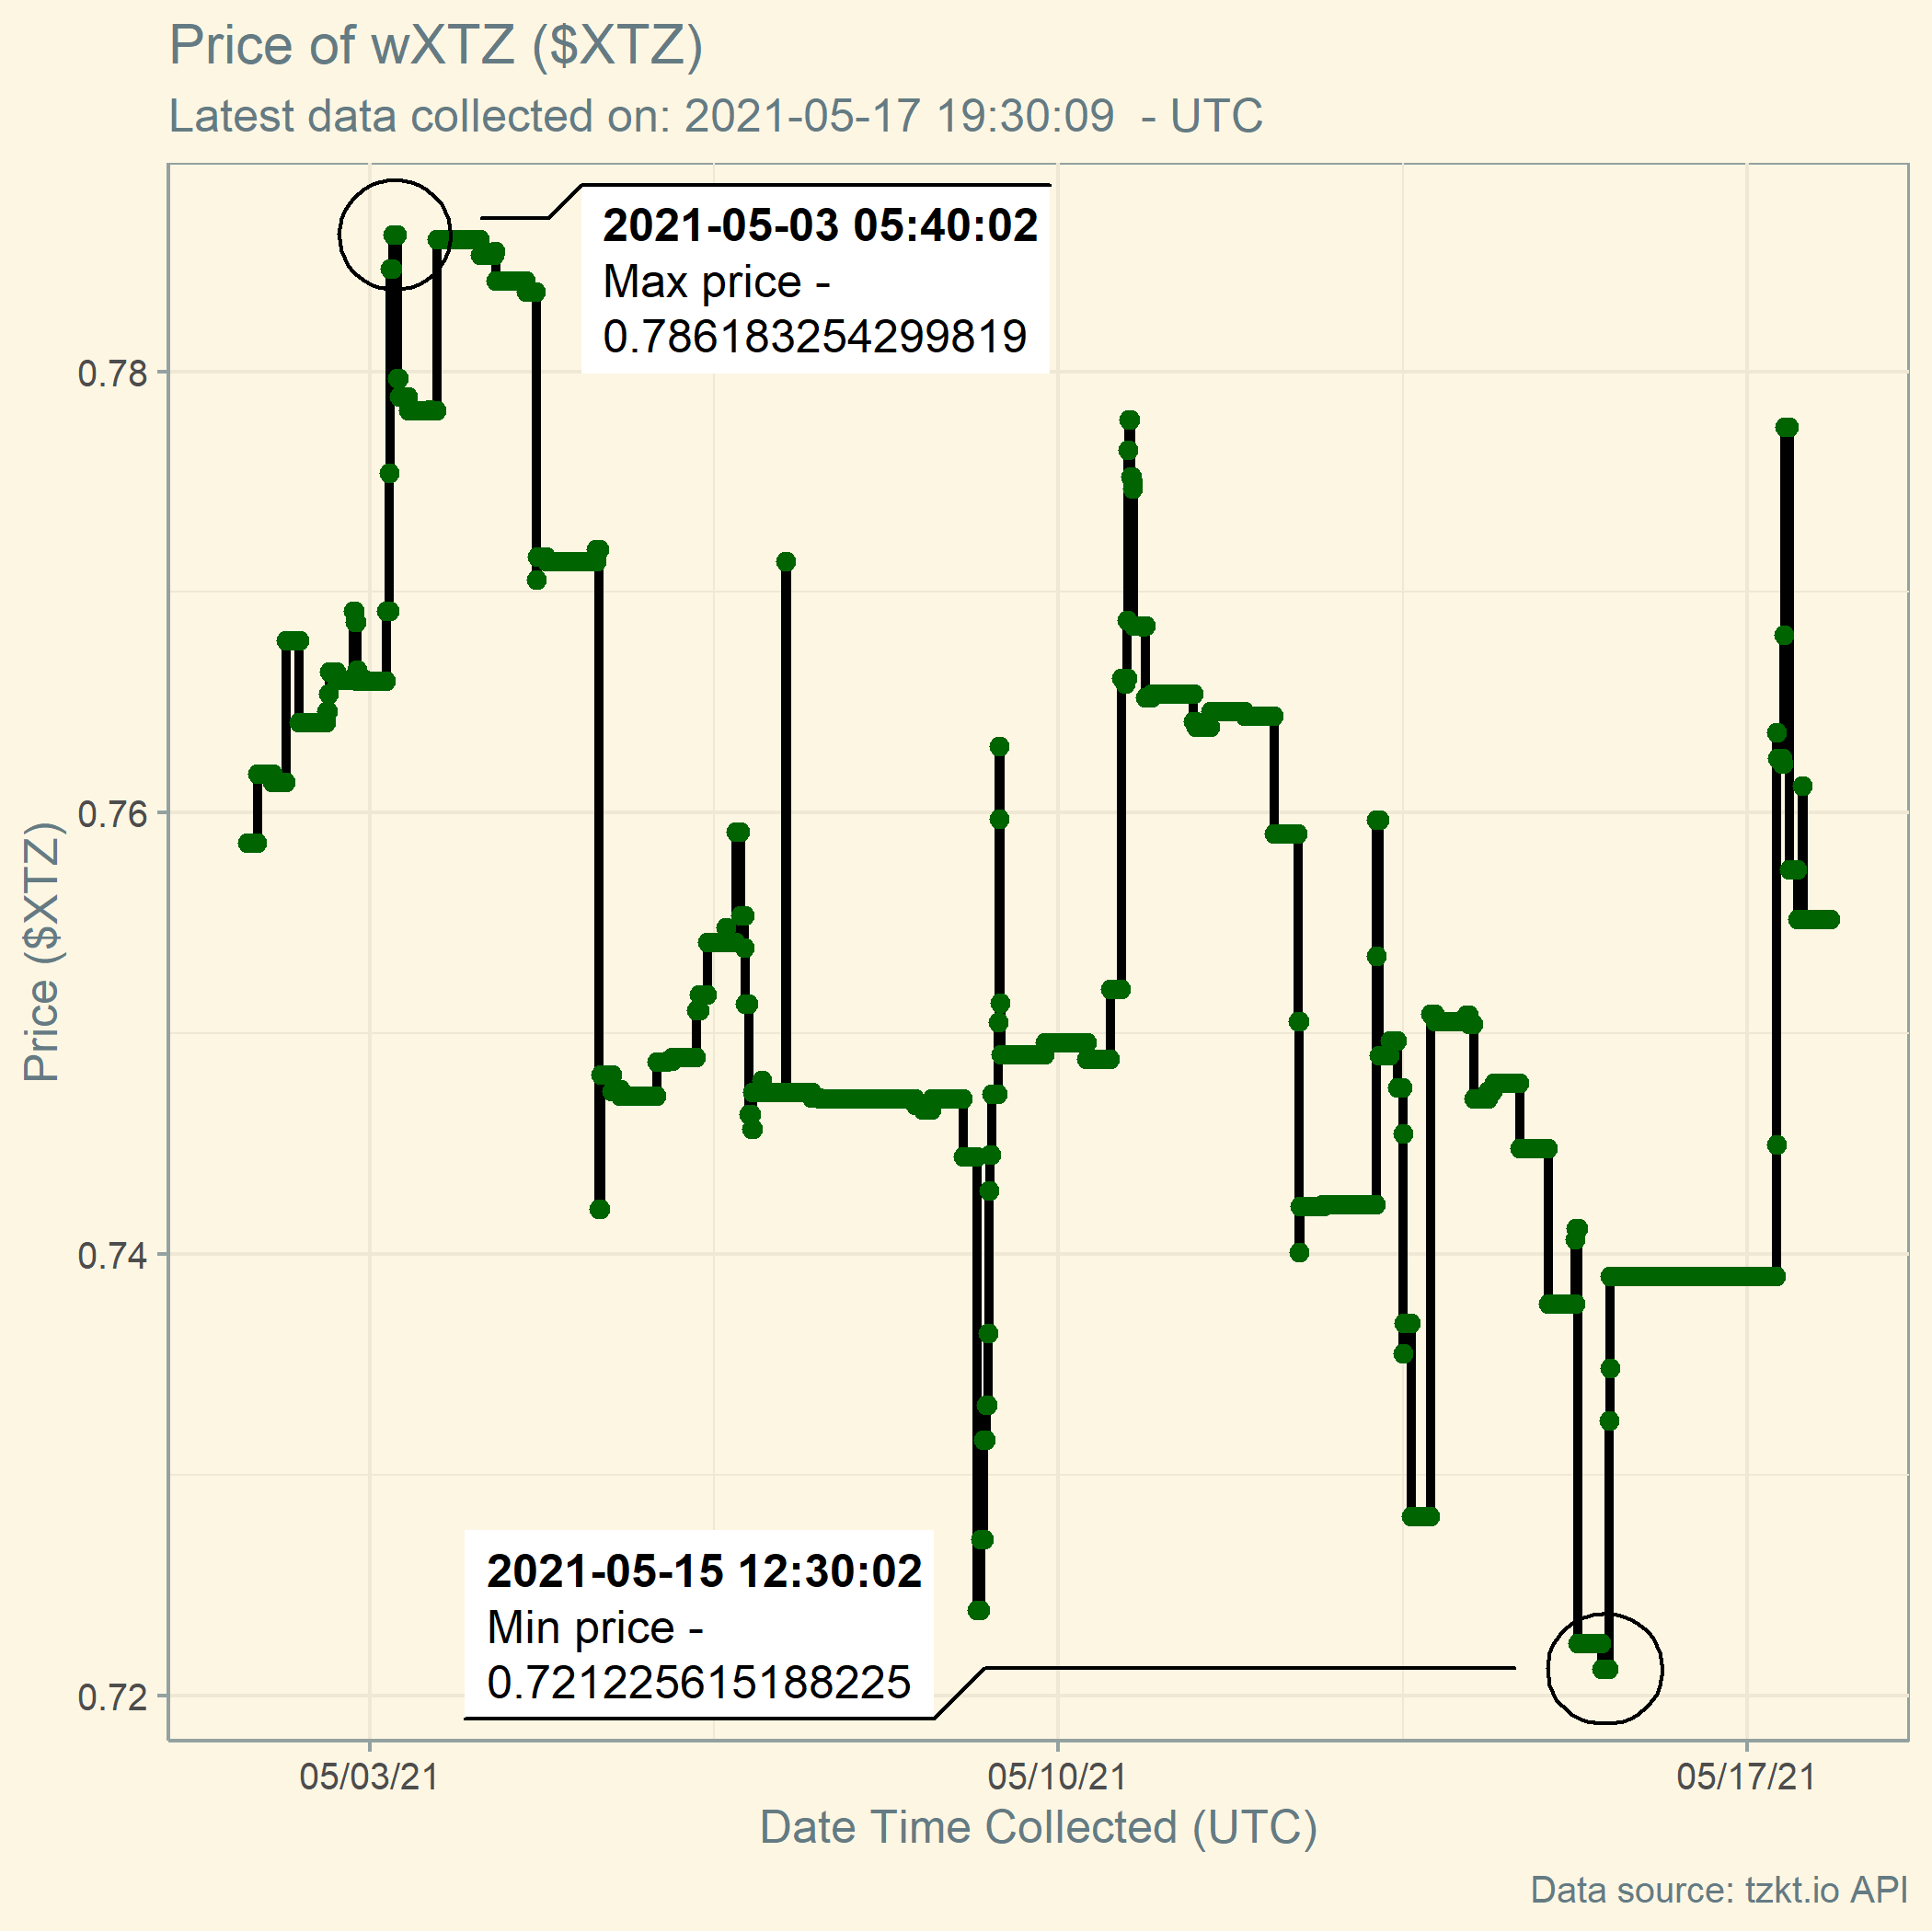 Price of wXTZ ($XTZ)
Latest data collected on: 2021-05-17 19:30:09  - UTC
2021-05-03 05:40:02
Max price -
0.786183254299819
0.78
0.76
Price ($XTZ)
0.74
2021-05-15 12:30:02
Min price -
0.721225615188225
0.72
05/03/21
05/10/21
05/17/21
Date Time Collected (UTC)
Data source: tzkt.io API